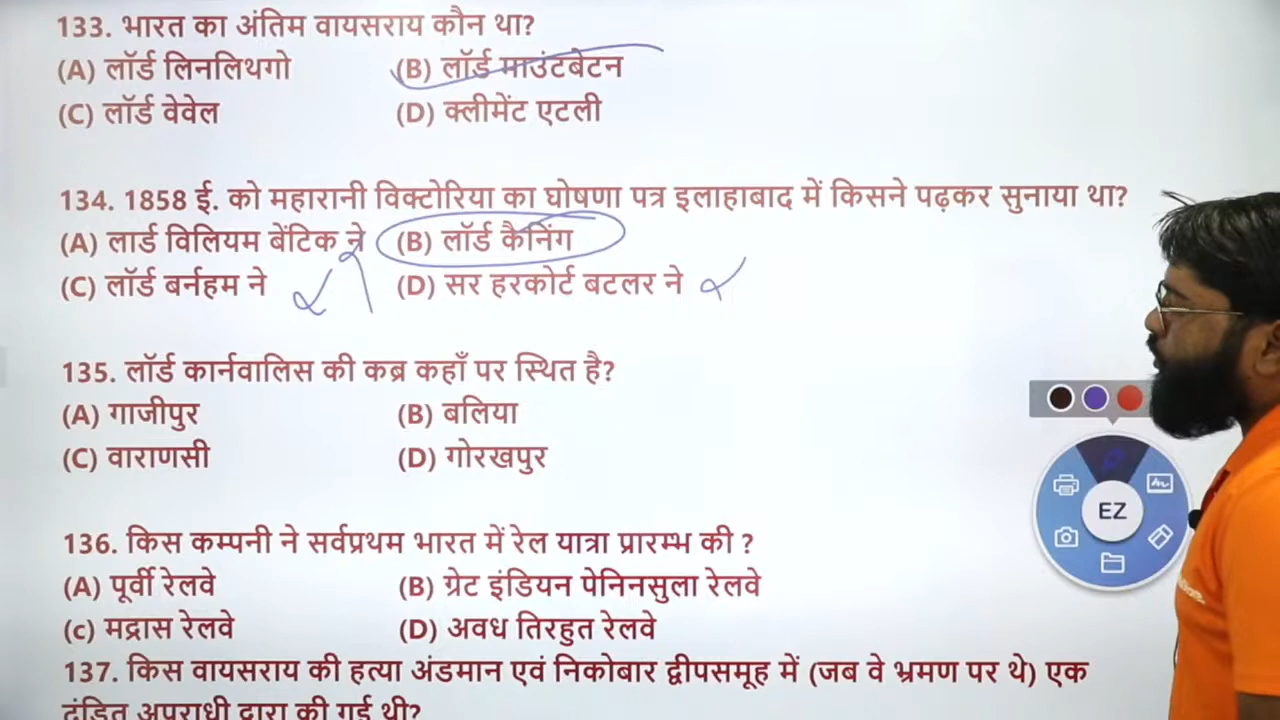 133. भारत का अंतिम वायसराय कौन था?
(A) लॉर्ड लिनलिथगो (B) लॉर्ड माउंटबेटन
(C) लॉर्ड वेवेल (D) क्लीमेंट एटली
134. 1858 ई. को महारानी विक्टोरिया का घोषणा पत्र इलाहाबाद में किसने पढ़कर सुनाया था?
(A) लार्ड विलियम बेंटिक ने (B) लॉर्ड कैनिंग
(C) लॉर्ड बर्नहम ने (D) सर हरकोर्ट बटलर ने
135. लॉर्ड कार्नवालिस की कब्र कहाँ पर स्थित है?
(A) गाजीपुर (B) बलिया
(C) वाराणसी (D) गोरखपुर
EZ
136. किस कम्पनी ने सर्वप्रथम भारत में रेल यात्रा प्रारम्भ की ?
(A) पूर्वी रेलवे (B) ग्रेट इंडियन पेनिनसुला रेलवे
(c) मद्रास रेलवे (D) अवध तिरहुत रेलवे
137. किस वायसराय की हत्या अंडमान एवं निकोबार द्वीपसमूह में (जब वे भ्रमण पर थे) एक
दंडित अपराधी द्वारा की गई थी?